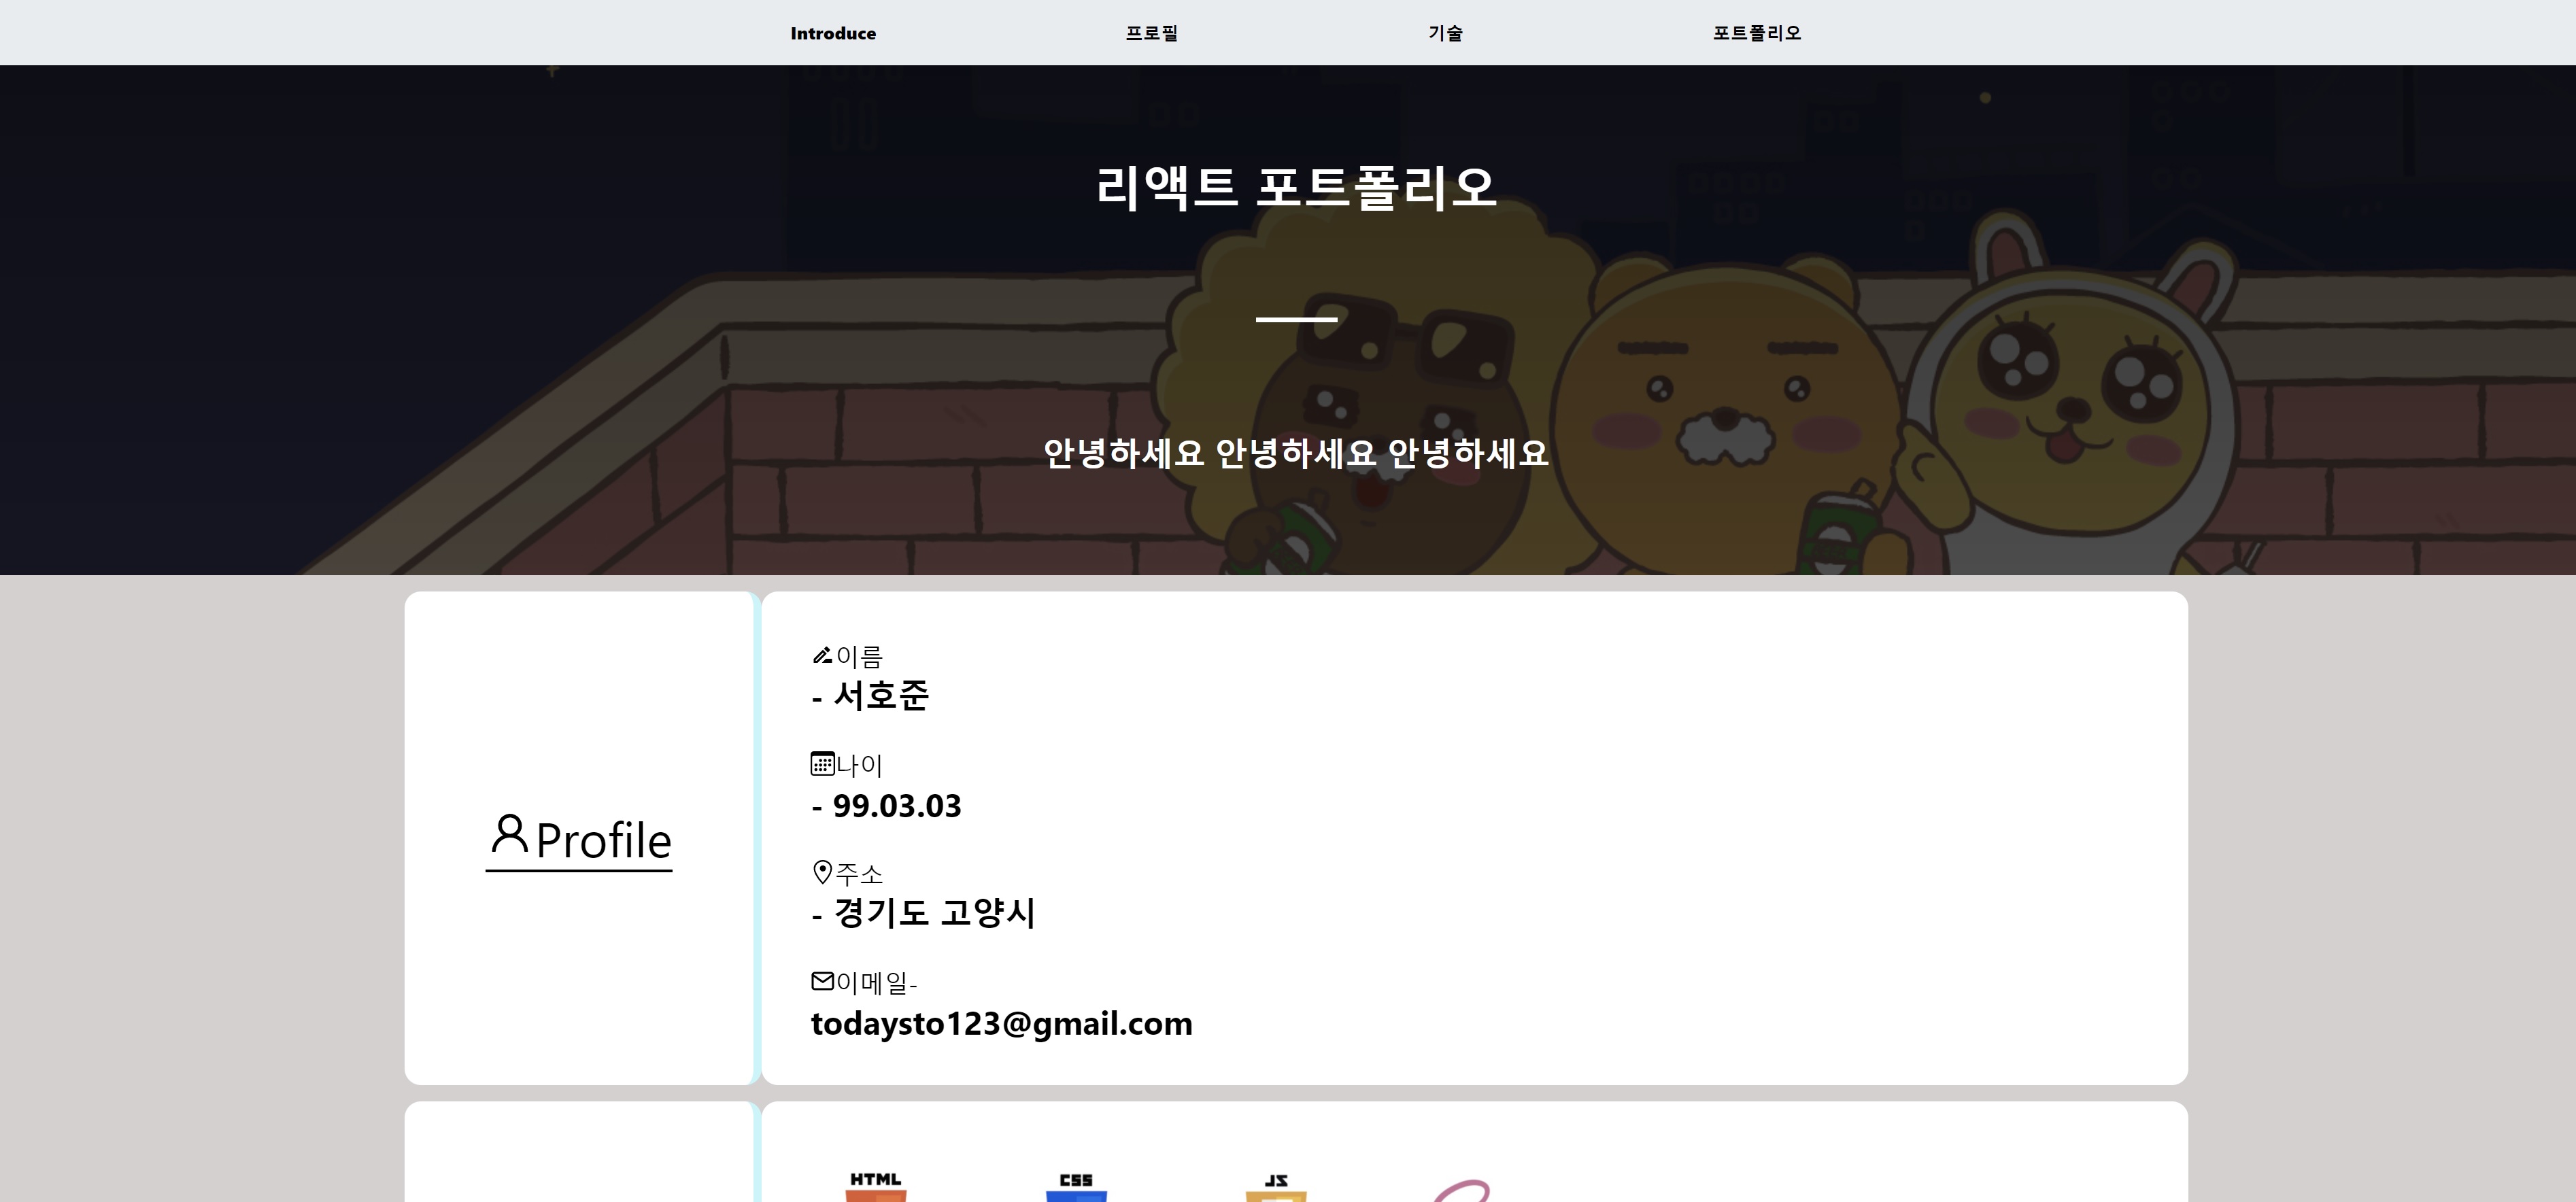 Introduce 프로필 기술 포트폴리오
리액트 포트폴리오
안녕하세요 안녕하세요 안녕하세요
Profile
이름
- 서호준
나이
- 99.03.03
주소
- 경기도 고양시
이메일-
todaysto123@gmail.com
HTML CSS JS